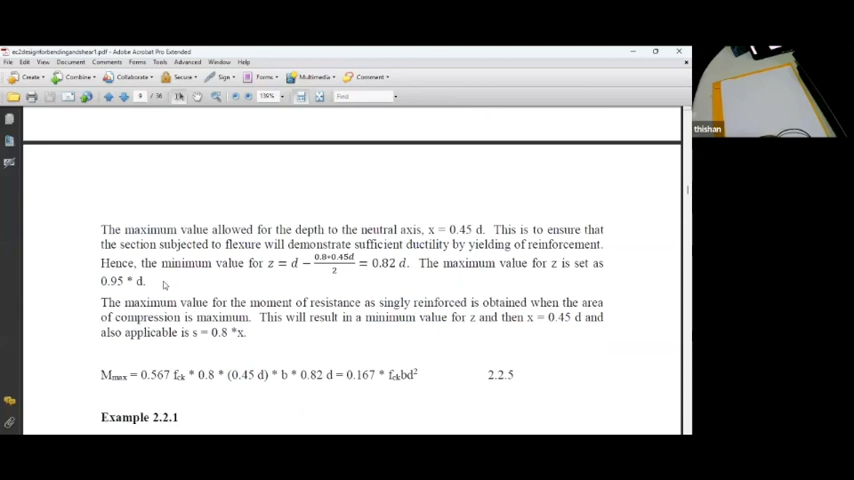 ec2designforbendingandshear1.pdf - Adobe Acrobat Pro Extended
File Edit View Document Comments Forms Tools Advanced Window Help
Create Combine Collaborate Secure Sign Forms Multimedia Comment
9 / 36 119% Find
thishan
The maximum value allowed for the depth to the neutral axis, x = 0.45 d. This is to ensure that
the section subjected to flexure will demonstrate sufficient ductility by yielding of reinforcement.
Hence, the minimum value for z = d − \frac{0.8*0.45d}{2} = 0.82 d. The maximum value for z is set as
0.95 * d.
The maximum value for the moment of resistance as singly reinforced is obtained when the area
of compression is maximum. This will result in a minimum value for z and then x = 0.45 d and
also applicable is s = 0.8 *x.
Mmax = 0.567 fck * 0.8 * (0.45 d) * b * 0.82 d = 0.167 * fckbd² 2.2.5
Example 2.2.1